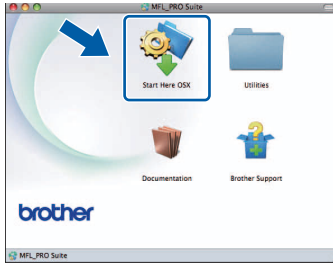 MFL_PRO Suite
Start Here OSX
Utilities
Documentation
Brother Support
brother
MFL_PRO Suite